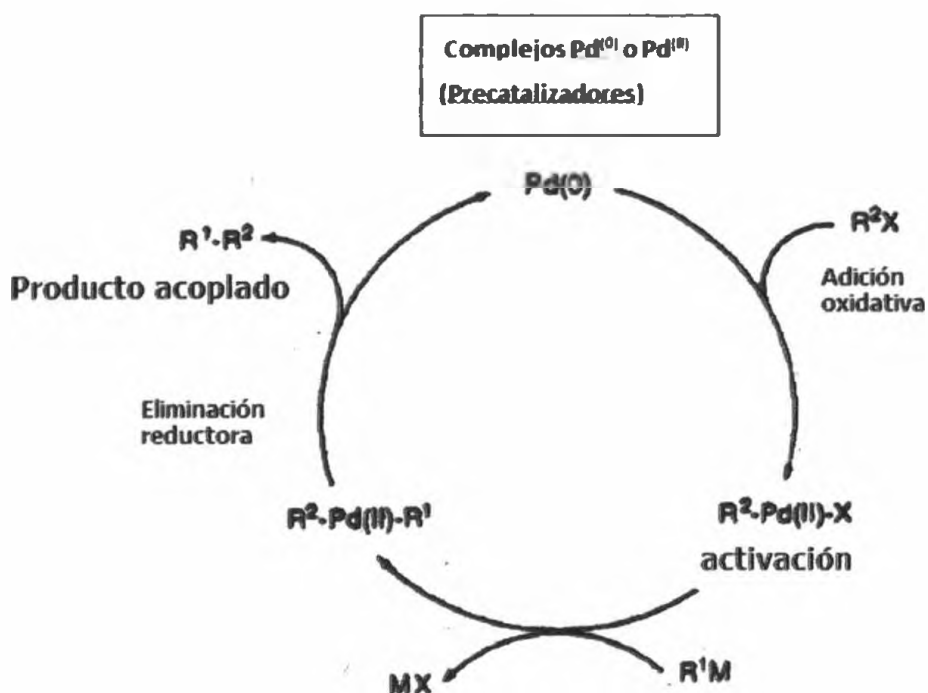 Complejos Pd⁽⁰⁾ o Pd⁽ᴵᴵ⁾
(Precatalizadores)
Pd(0)
R¹-R²
R²X
Producto acoplado
Adición
oxidativa
Eliminación
reductora
R²-Pd(II)-R¹
R²-Pd(II)-X
activación
MX
R¹M